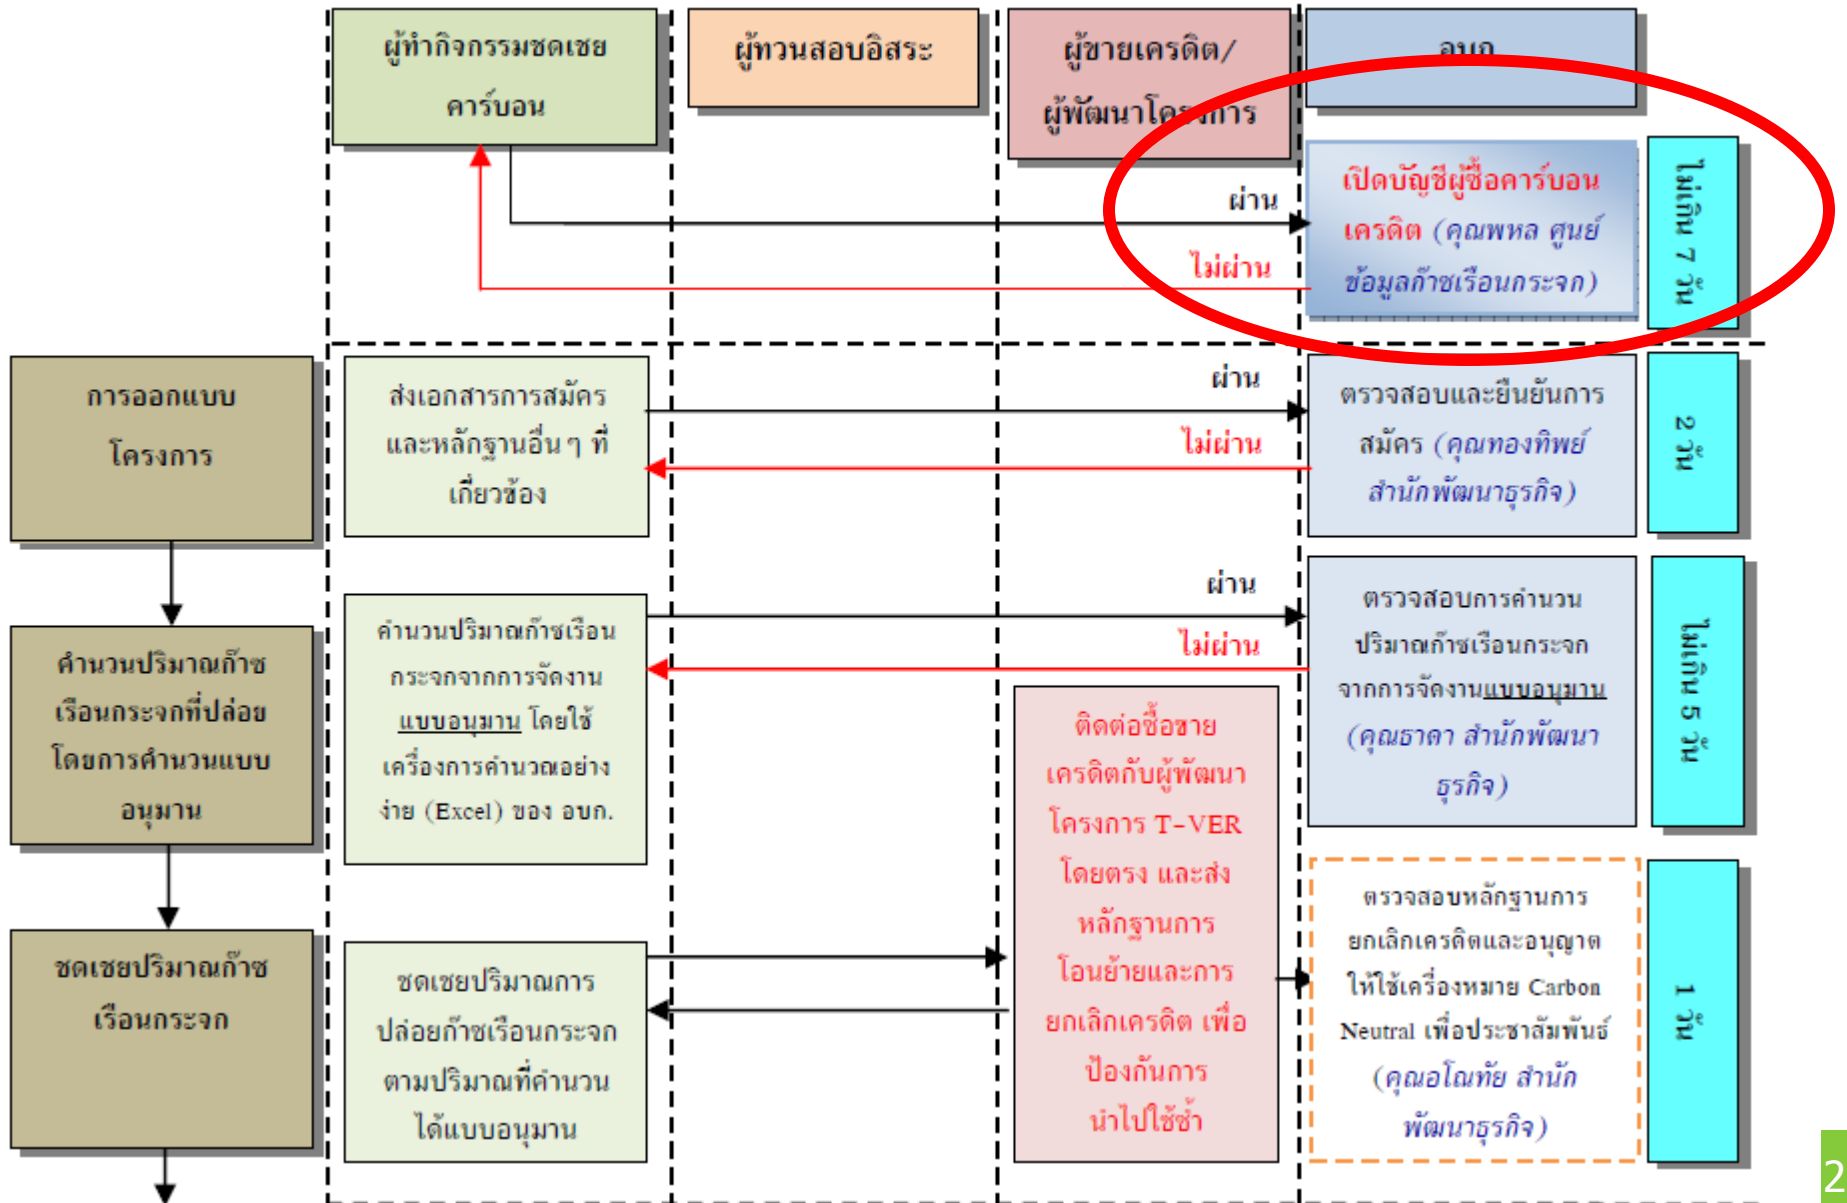 ผู้ทำกิจกรรมชดเชย
คาร์บอน
ผู้ทวนสอบอิสระ
ผู้ขายเครดิต/
ผู้พัฒนาโครงการ
อบก
ผ่าน
ไม่ผ่าน
เปิดบัญชีผู้ซื้อคาร์บอน
เครดิต (คุณพหล ศูนย์
ข้อมูลก๊าซเรือนกระจก)
ไม่เกิน 7 วัน
การออกแบบ
โครงการ
ส่งเอกสารการสมัคร
และหลักฐานอื่นๆ ที่
เกี่ยวข้อง
ผ่าน
ไม่ผ่าน
ตรวจสอบและยืนยันการ
สมัคร (คุณทองทิพย์
สำนักพัฒนาธุรกิจ)
2 วัน
คำนวนปริมาณก๊าซ
เรือนกระจกที่ปล่อย
โดยการคำนวนแบบ
อนุมาน
คำนวนปริมาณก๊าซเรือน
กระจกจากการจัดงาน
แบบอนุมาน โดยใช้
เครื่องการคำนวณอย่าง
ง่าย (Excel) ของ อบก.
ผ่าน
ไม่ผ่าน
ตรวจสอบการคำนวน
ปริมาณก๊าซเรือนกระจก
จากการจัดงานแบบอนุมาน
(คุณธาดา สำนักพัฒนา
ธุรกิจ)
ไม่เกิน 5 วัน
ชดเชยปริมาณก๊าซ
เรือนกระจก
ชดเชยปริมาณการ
ปล่อยก๊าซเรือนกระจก
ตามปริมาณที่คำนวน
ได้แบบอนุมาน
ติดต่อซื้อขาย
เครดิตกับผู้พัฒนา
โครงการ T-VER
โดยตรง และส่ง
หลักฐานการ
โอนย้ายและการ
ยกเลิกเครดิต เพื่อ
ป้องกันการ
นำไปใช้ซ้ำ
ตรวจสอบหลักฐานการ
ยกเลิกเครดิตและอนุญาต
ให้ใช้เครื่องหมาย Carbon
Neutral เพื่อประชาสัมพันธ์
(คุณอโณทัย สำนัก
พัฒนาธุรกิจ)
1 วัน
2